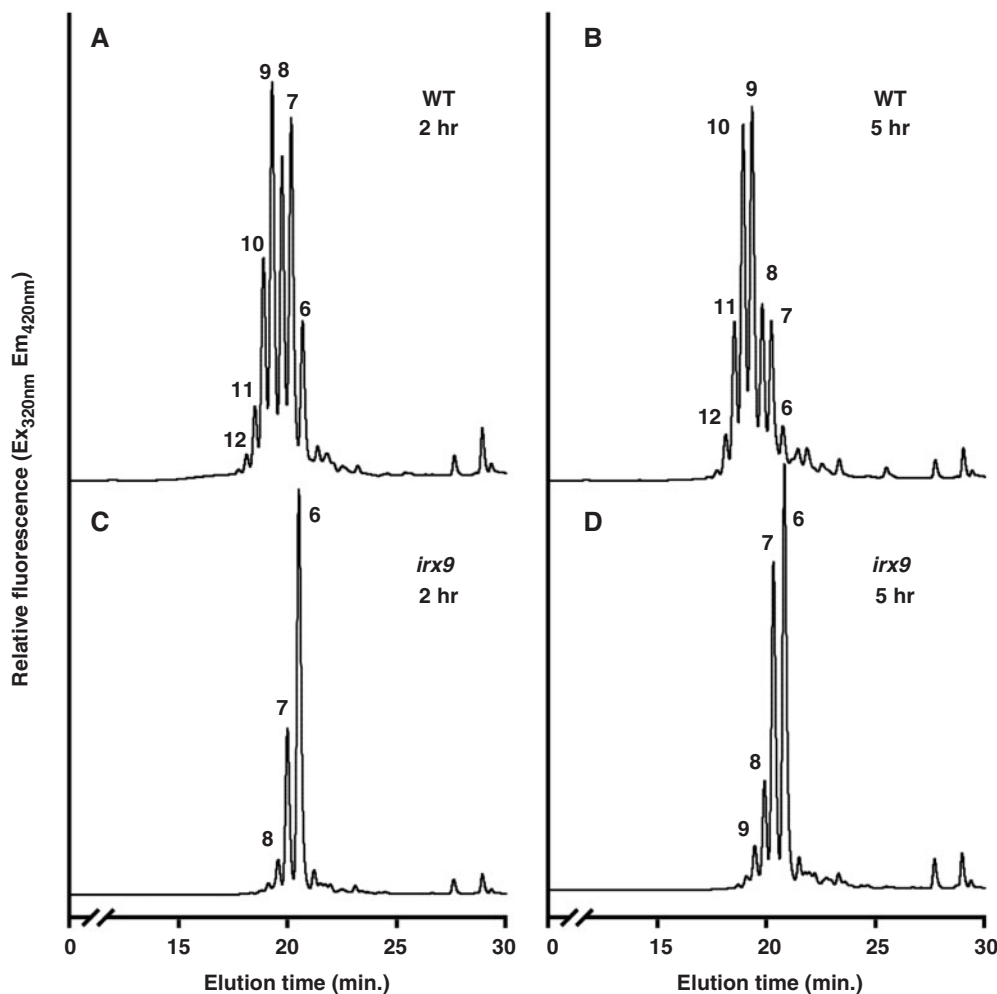 A
9 8
7
WT
2 hr
10
6
11
12
B
9
10
WT
5 hr
8
11
7
12
6
C
6
irx9
2 hr
7
8
D
6
7
irx9
5 hr
8
9
Relative fluorescence (Ex320nm Em420nm)
0 15 20 25 30
Elution time (min.)
0 15 20 25 30
Elution time (min.)